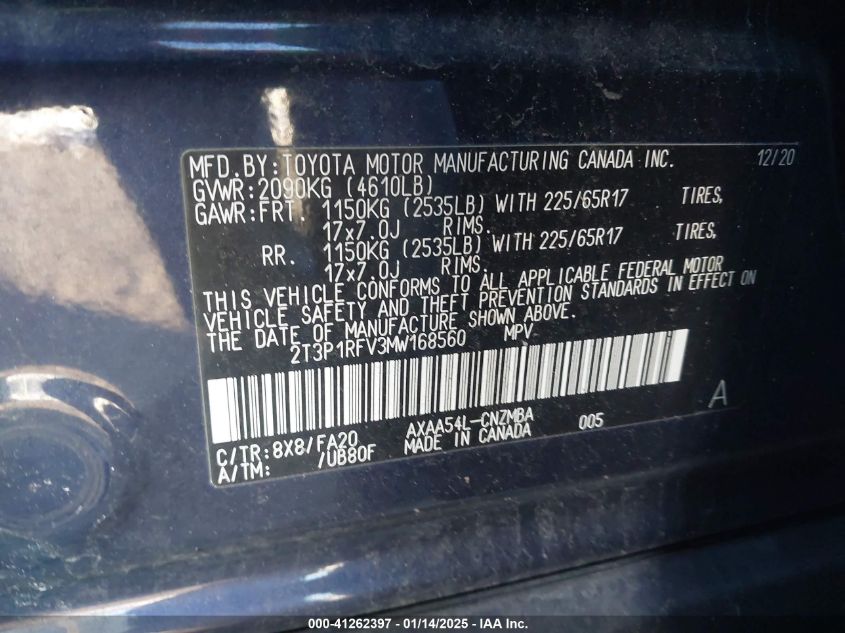 MFD.BY:TOYOTA MOTOR MANUFACTURING CANADA INC. 12/20
GVWR:2090KG (4610LB)
GAWR:FRT. 1150KG (2535LB) WITH 225/65R17 TIRES,
17x7.0J RIMS.
RR. 1150KG (2535LB) WITH 225/65R17 TIRES,
17x7.0J RIMS.
THIS VEHICLE CONFORMS TO ALL APPLICABLE FEDERAL MOTOR
VEHICLE SAFETY AND THEFT PREVENTION STANDARDS IN EFFECT ON
THE DATE OF MANUFACTURE SHOWN ABOVE.
2T3P1RFV3MW168560 MPV
A
AXAA54L-CNZMBA 005
C/TR:8X8/FA20 MADE IN CANADA
A/TM: /UB80F
000-41262397 - 01/14/2025 - IAA Inc.